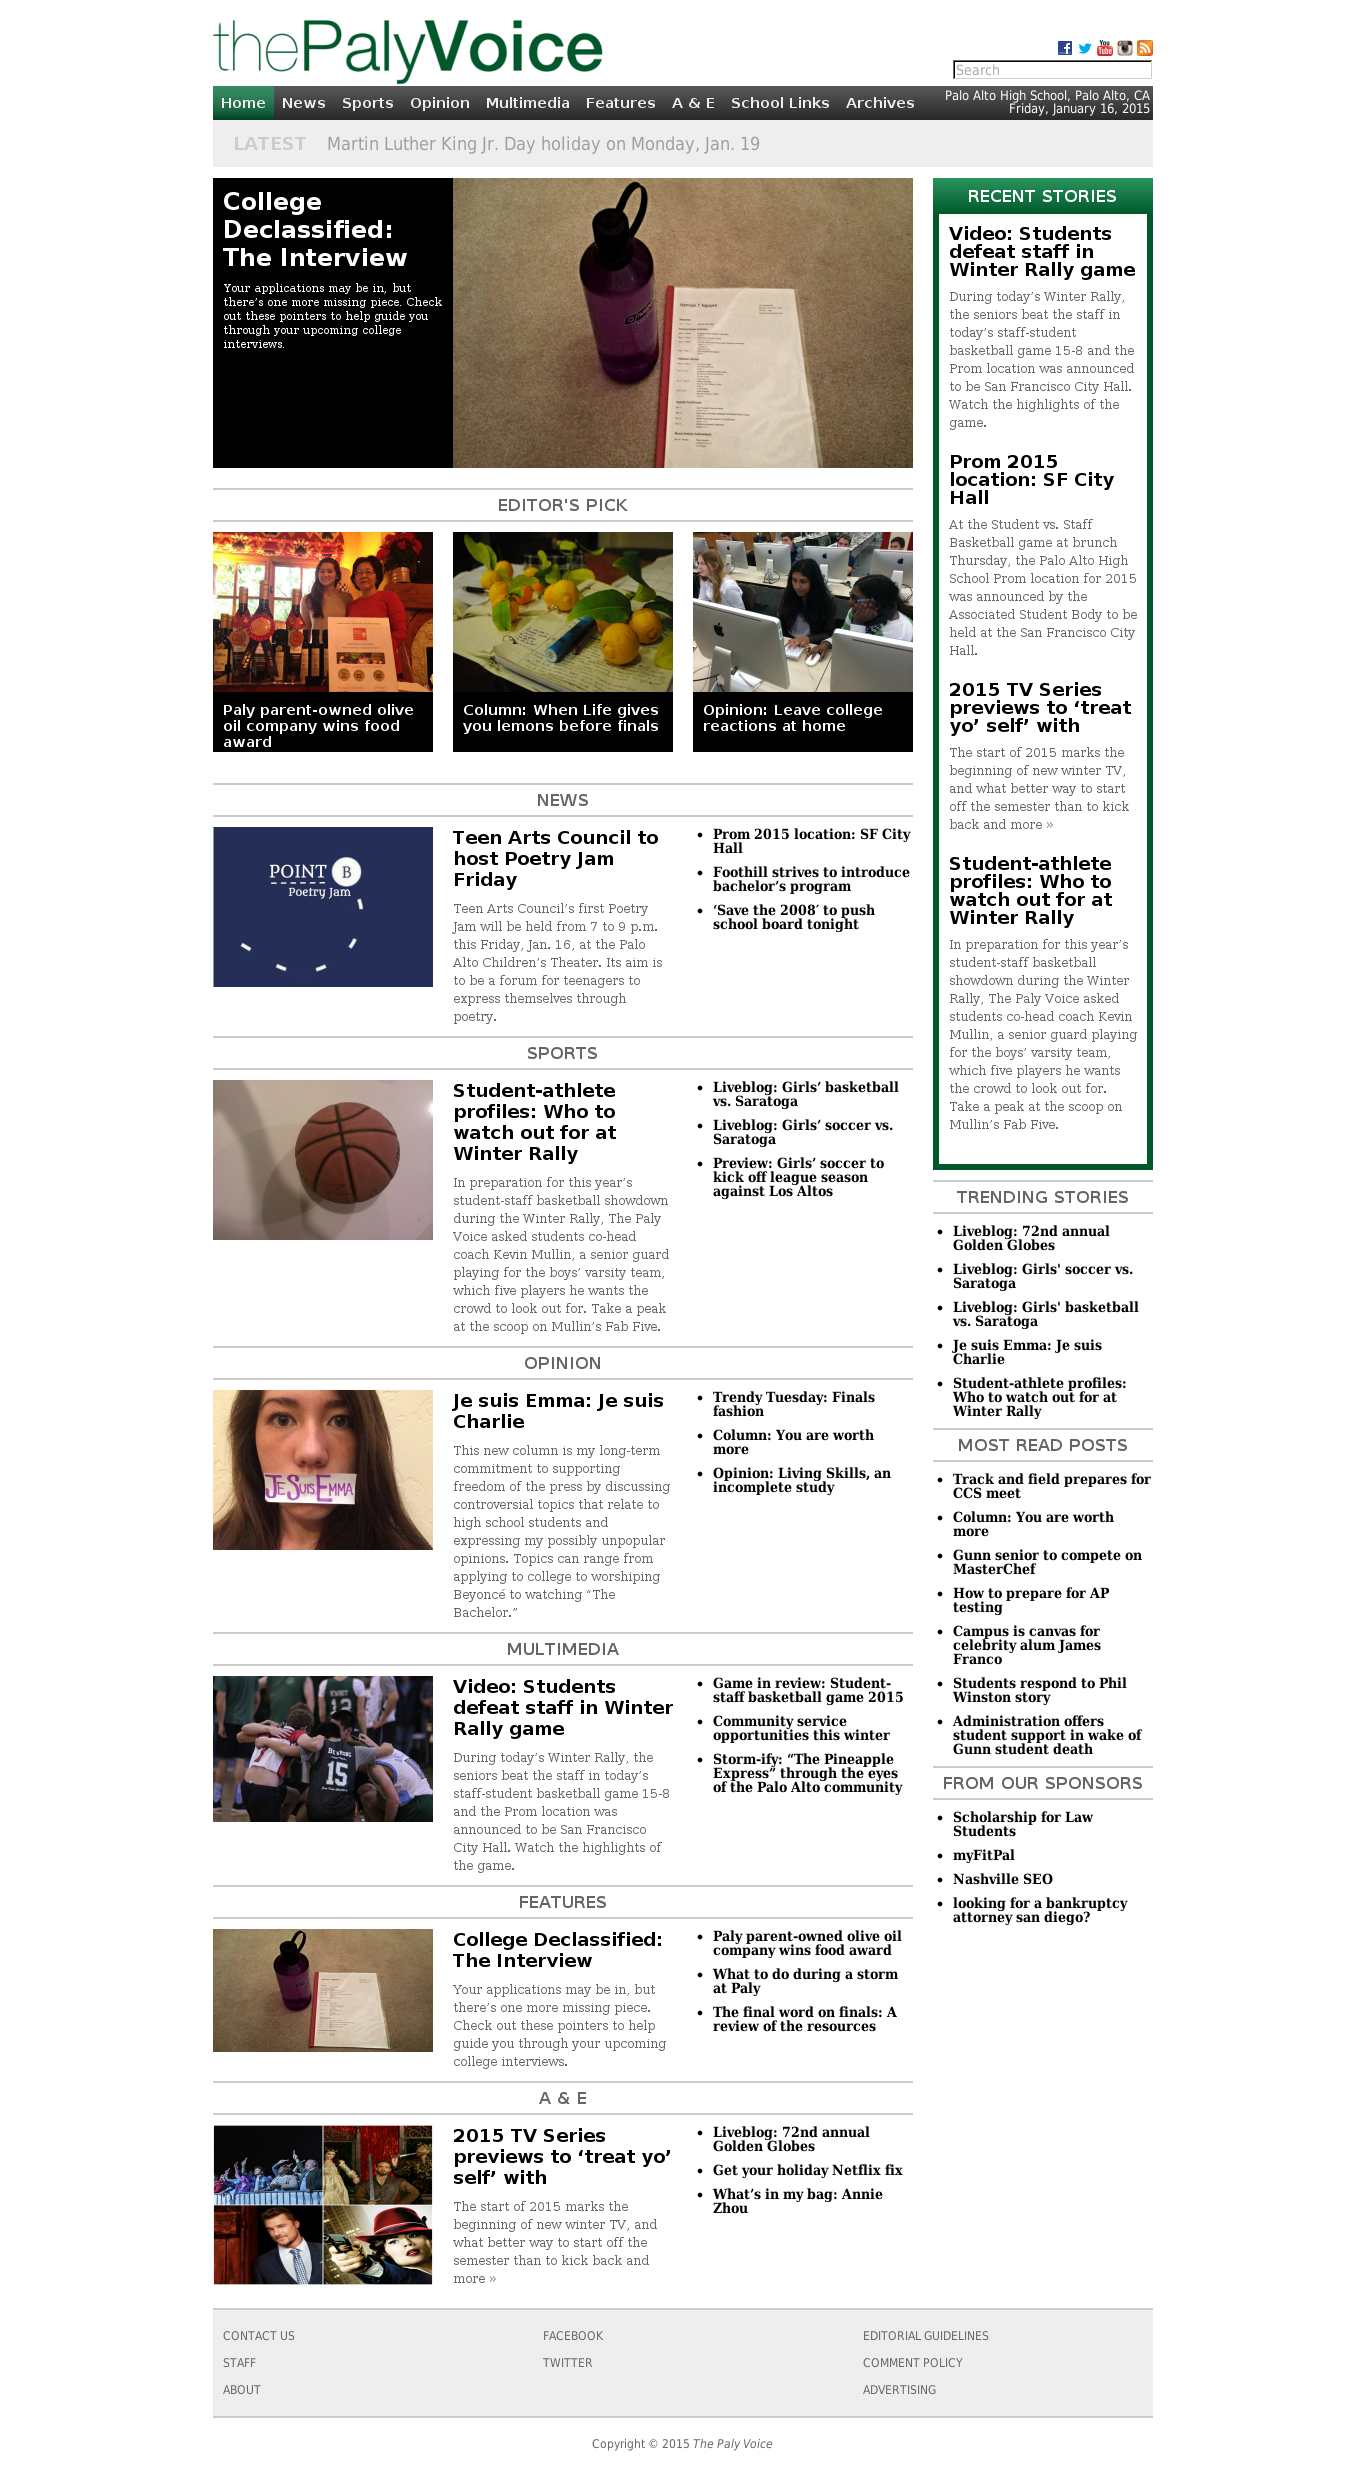 thePalyVoice
Search
Home News Sports Opinion Multimedia Features A & E School Links Archives
Palo Alto High School, Palo Alto, CA
Friday, January 16, 2015
LATEST Martin Luther King Jr. Day holiday on Monday, Jan. 19
College
Declassified:
The Interview
Your applications may be in, but
there’s one more missing piece. Check
out these pointers to help guide you
through your upcoming college
interviews.
EDITOR'S PICK
Paly parent-owned olive
oil company wins food
award
Column: When Life gives
you lemons before finals
Opinion: Leave college
reactions at home
NEWS
POINT B
Poetry Jam
Teen Arts Council to
host Poetry Jam
Friday
Teen Arts Council’s first Poetry
Jam will be held from 7 to 9 p.m.
this Friday, Jan. 16, at the Palo
Alto Children’s Theater. Its aim is
to be a forum for teenagers to
express themselves through
poetry.
• Prom 2015 location: SF City
Hall
• Foothill strives to introduce
bachelor’s program
• ‘Save the 2008′ to push
school board tonight
SPORTS
Student-athlete
profiles: Who to
watch out for at
Winter Rally
In preparation for this year’s
student-staff basketball showdown
during the Winter Rally, The Paly
Voice asked students co-head
coach Kevin Mullin, a senior guard
playing for the boys’ varsity team,
which five players he wants the
crowd to look out for. Take a peak
at the scoop on Mullin’s Fab Five.
• Liveblog: Girls’ basketball
vs. Saratoga
• Liveblog: Girls’ soccer vs.
Saratoga
• Preview: Girls’ soccer to
kick off league season
against Los Altos
OPINION
JE SUIS EMMA
Je suis Emma: Je suis
Charlie
This new column is my long-term
commitment to supporting
freedom of the press by discussing
controversial topics that relate to
high school students and
expressing my possibly unpopular
opinions. Topics can range from
applying to college to worshiping
Beyoncé to watching “The
Bachelor.”
• Trendy Tuesday: Finals
fashion
• Column: You are worth
more
• Opinion: Living Skills, an
incomplete study
MULTIMEDIA
15
Video: Students
defeat staff in Winter
Rally game
During today’s Winter Rally, the
seniors beat the staff in today’s
staff-student basketball game 15-8
and the Prom location was
announced to be San Francisco
City Hall. Watch the highlights of
the game.
• Game in review: Student-
staff basketball game 2015
• Community service
opportunities this winter
• Storm-ify: “The Pineapple
Express” through the eyes
of the Palo Alto community
FEATURES
College Declassified:
The Interview
Your applications may be in, but
there’s one more missing piece.
Check out these pointers to help
guide you through your upcoming
college interviews.
• Paly parent-owned olive oil
company wins food award
• What to do during a storm
at Paly
• The final word on finals: A
review of the resources
A & E
2015 TV Series
previews to ‘treat yo’
self’ with
The start of 2015 marks the
beginning of new winter TV, and
what better way to start off the
semester than to kick back and
more »
• Liveblog: 72nd annual
Golden Globes
• Get your holiday Netflix fix
• What’s in my bag: Annie
Zhou
RECENT STORIES
Video: Students
defeat staff in
Winter Rally game
During today’s Winter Rally,
the seniors beat the staff in
today’s staff-student
basketball game 15-8 and the
Prom location was announced
to be San Francisco City Hall.
Watch the highlights of the
game.
Prom 2015
location: SF City
Hall
At the Student vs. Staff
Basketball game at brunch
Thursday, the Palo Alto High
School Prom location for 2015
was announced by the
Associated Student Body to be
held at the San Francisco City
Hall.
2015 TV Series
previews to ‘treat
yo’ self’ with
The start of 2015 marks the
beginning of new winter TV,
and what better way to start
off the semester than to kick
back and more »
Student-athlete
profiles: Who to
watch out for at
Winter Rally
In preparation for this year’s
student-staff basketball
showdown during the Winter
Rally, The Paly Voice asked
students co-head coach Kevin
Mullin, a senior guard playing
for the boys’ varsity team,
which five players he wants
the crowd to look out for.
Take a peak at the scoop on
Mullin’s Fab Five.
TRENDING STORIES
• Liveblog: 72nd annual
Golden Globes
• Liveblog: Girls' soccer vs.
Saratoga
• Liveblog: Girls' basketball
vs. Saratoga
• Je suis Emma: Je suis
Charlie
• Student-athlete profiles:
Who to watch out for at
Winter Rally
MOST READ POSTS
• Track and field prepares for
CCS meet
• Column: You are worth
more
• Gunn senior to compete on
MasterChef
• How to prepare for AP
testing
• Campus is canvas for
celebrity alum James
Franco
• Students respond to Phil
Winston story
• Administration offers
student support in wake of
Gunn student death
FROM OUR SPONSORS
• Scholarship for Law
Students
• myFitPal
• Nashville SEO
• looking for a bankruptcy
attorney san diego?
CONTACT US
STAFF
ABOUT
FACEBOOK
TWITTER
EDITORIAL GUIDELINES
COMMENT POLICY
ADVERTISING
Copyright © 2015 The Paly Voice